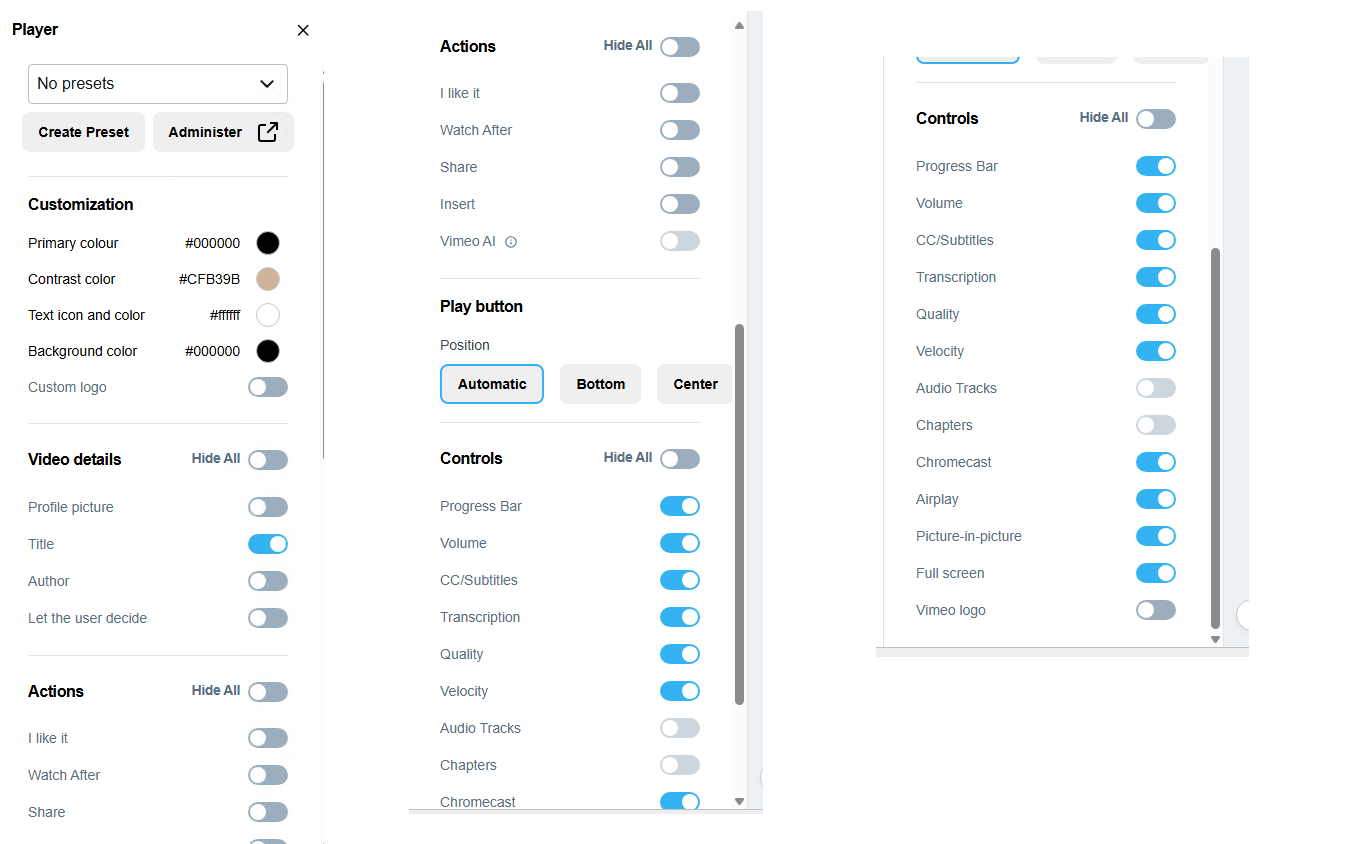 Player
No presets
Create Preset
Administer
Customization
Primary colour #000000
Contrast color #CFB39B
Text icon and color #ffffff
Background color #000000
Custom logo
Video details Hide All
Profile picture
Title
Author
Let the user decide
Actions Hide All
I like it
Watch After
Share
Actions Hide All
I like it
Watch After
Share
Insert
Vimeo AI
Play button
Position
Automatic Bottom Center
Controls Hide All
Progress Bar
Volume
CC/Subtitles
Transcription
Quality
Velocity
Audio Tracks
Chapters
Chromecast
Controls Hide All
Progress Bar
Volume
CC/Subtitles
Transcription
Quality
Velocity
Audio Tracks
Chapters
Chromecast
Airplay
Picture-in-picture
Full screen
Vimeo logo